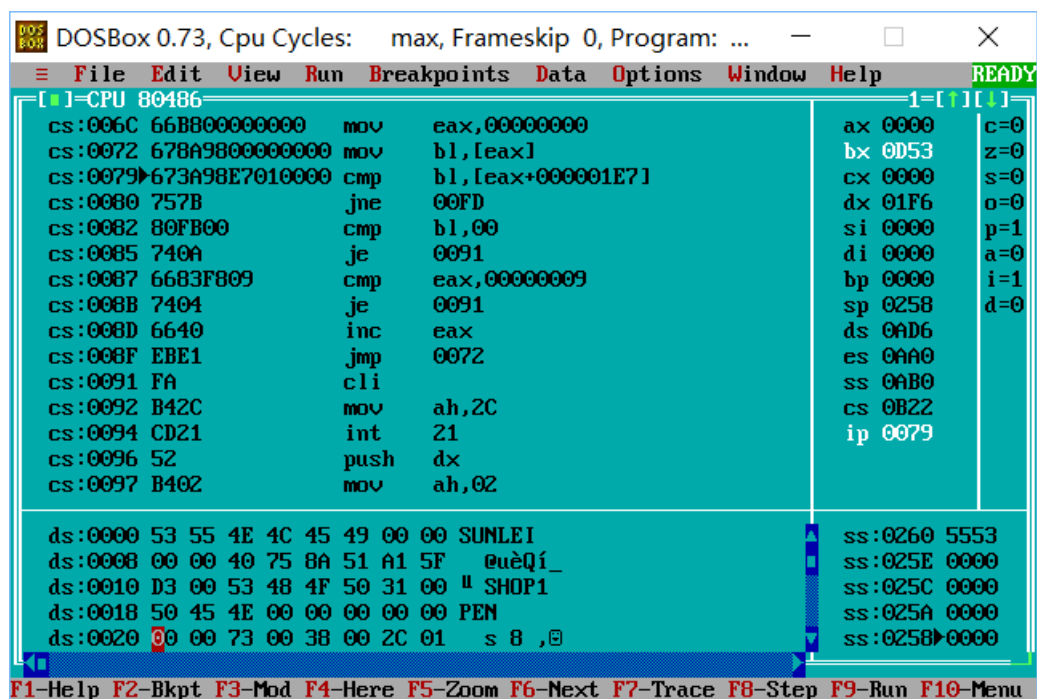 DOSBox 0.73, Cpu Cycles: max, Frameskip 0, Program: ...
≡ File Edit View Run Breakpoints Data Options Window Help READY
[■]=CPU 80486 1=[↑][↓]
cs:006C 66B800000000 mov eax,00000000 ax 0000 c=0
cs:0072 678A9800000000 mov bl,[eax] bx 0D53 z=0
cs:0079►673A98E7010000 cmp bl,[eax+000001E7] cx 0000 s=0
cs:0080 757B jne 00FD dx 01F6 o=0
cs:0082 80FB00 cmp bl,00 si 0000 p=1
cs:0085 740A je 0091 di 0000 a=0
cs:0087 6683F809 cmp eax,00000009 bp 0000 i=1
cs:008B 7404 je 0091 sp 0258 d=0
cs:008D 6640 inc eax ds 0AD6
cs:008F EBE1 jmp 0072 es 0AA0
cs:0091 FA cli ss 0AB0
cs:0092 B42C mov ah,2C cs 0B22
cs:0094 CD21 int 21 ip 0079
cs:0096 52 push dx
cs:0097 B402 mov ah,02
ds:0000 53 55 4E 4C 45 49 00 00 SUNLEI ss:0260 5553
ds:0008 00 00 40 75 8A 51 A1 5F @uèQí_ ss:025E 0000
ds:0010 D3 00 53 48 4F 50 31 00 ╙ SHOP1 ss:025C 0000
ds:0018 50 45 4E 00 00 00 00 00 PEN ss:025A 0000
ds:0020 00 00 73 00 38 00 2C 01 s 8 ,☺ ss:0258►0000
F1-Help F2-Bkpt F3-Mod F4-Here F5-Zoom F6-Next F7-Trace F8-Step F9-Run F10-Menu